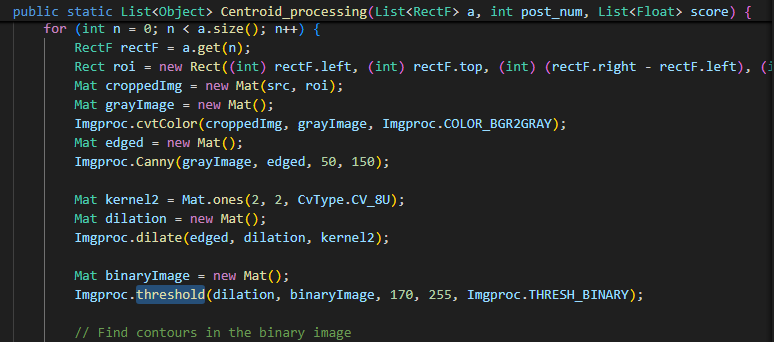 public static List<Object> Centroid_processing(List<RectF> a, int post_num, List<Float> score) {
for (int n = 0; n < a.size(); n++) {
RectF rectF = a.get(n);
Rect roi = new Rect((int) rectF.left, (int) rectF.top, (int) (rectF.right - rectF.left), (i
Mat croppedImg = new Mat(src, roi);
Mat grayImage = new Mat();
Imgproc.cvtColor(croppedImg, grayImage, Imgproc.COLOR_BGR2GRAY);
Mat edged = new Mat();
Imgproc.Canny(grayImage, edged, 50, 150);
Mat kernel2 = Mat.ones(2, 2, CvType.CV_8U);
Mat dilation = new Mat();
Imgproc.dilate(edged, dilation, kernel2);
Mat binaryImage = new Mat();
Imgproc.threshold(dilation, binaryImage, 170, 255, Imgproc.THRESH_BINARY);
// Find contours in the binary image